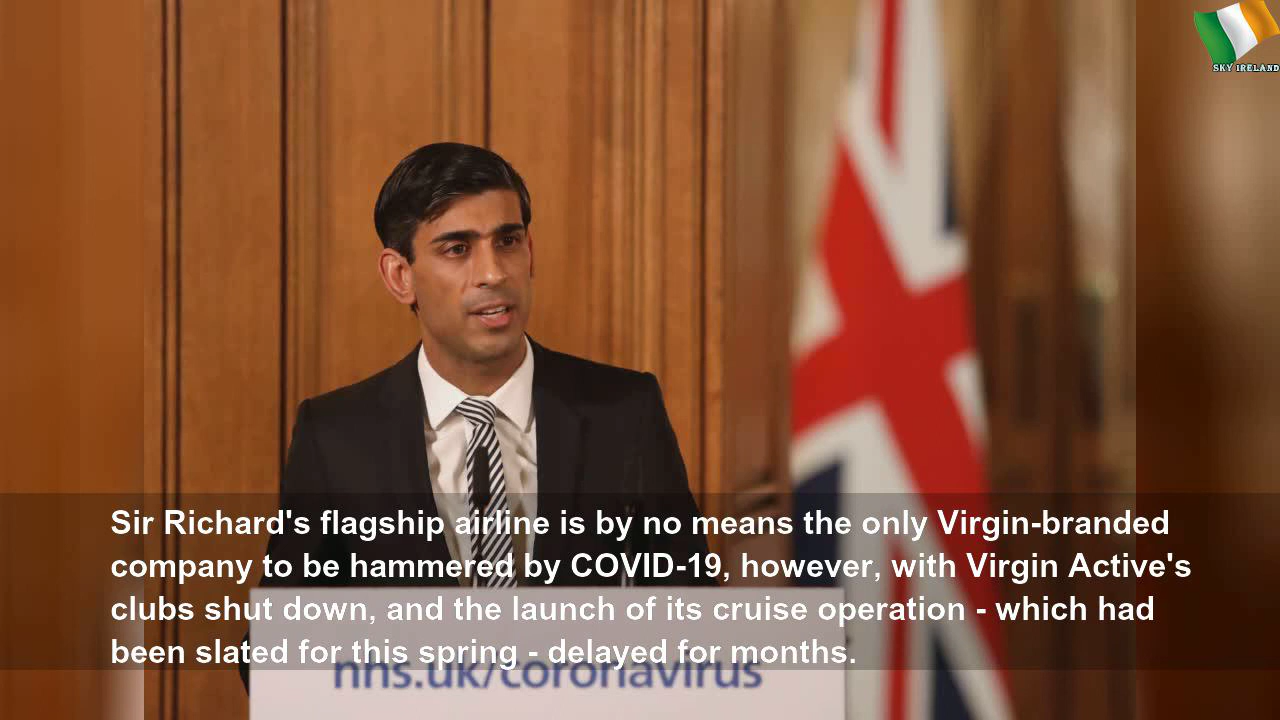 SKY IRELAND
Sir Richard's flagship airline is by no means the only Virgin-branded
company to be hammered by COVID-19, however, with Virgin Active's
clubs shut down, and the launch of its cruise operation - which had
been slated for this spring - delayed for months.
nhs.uk/coronavirus